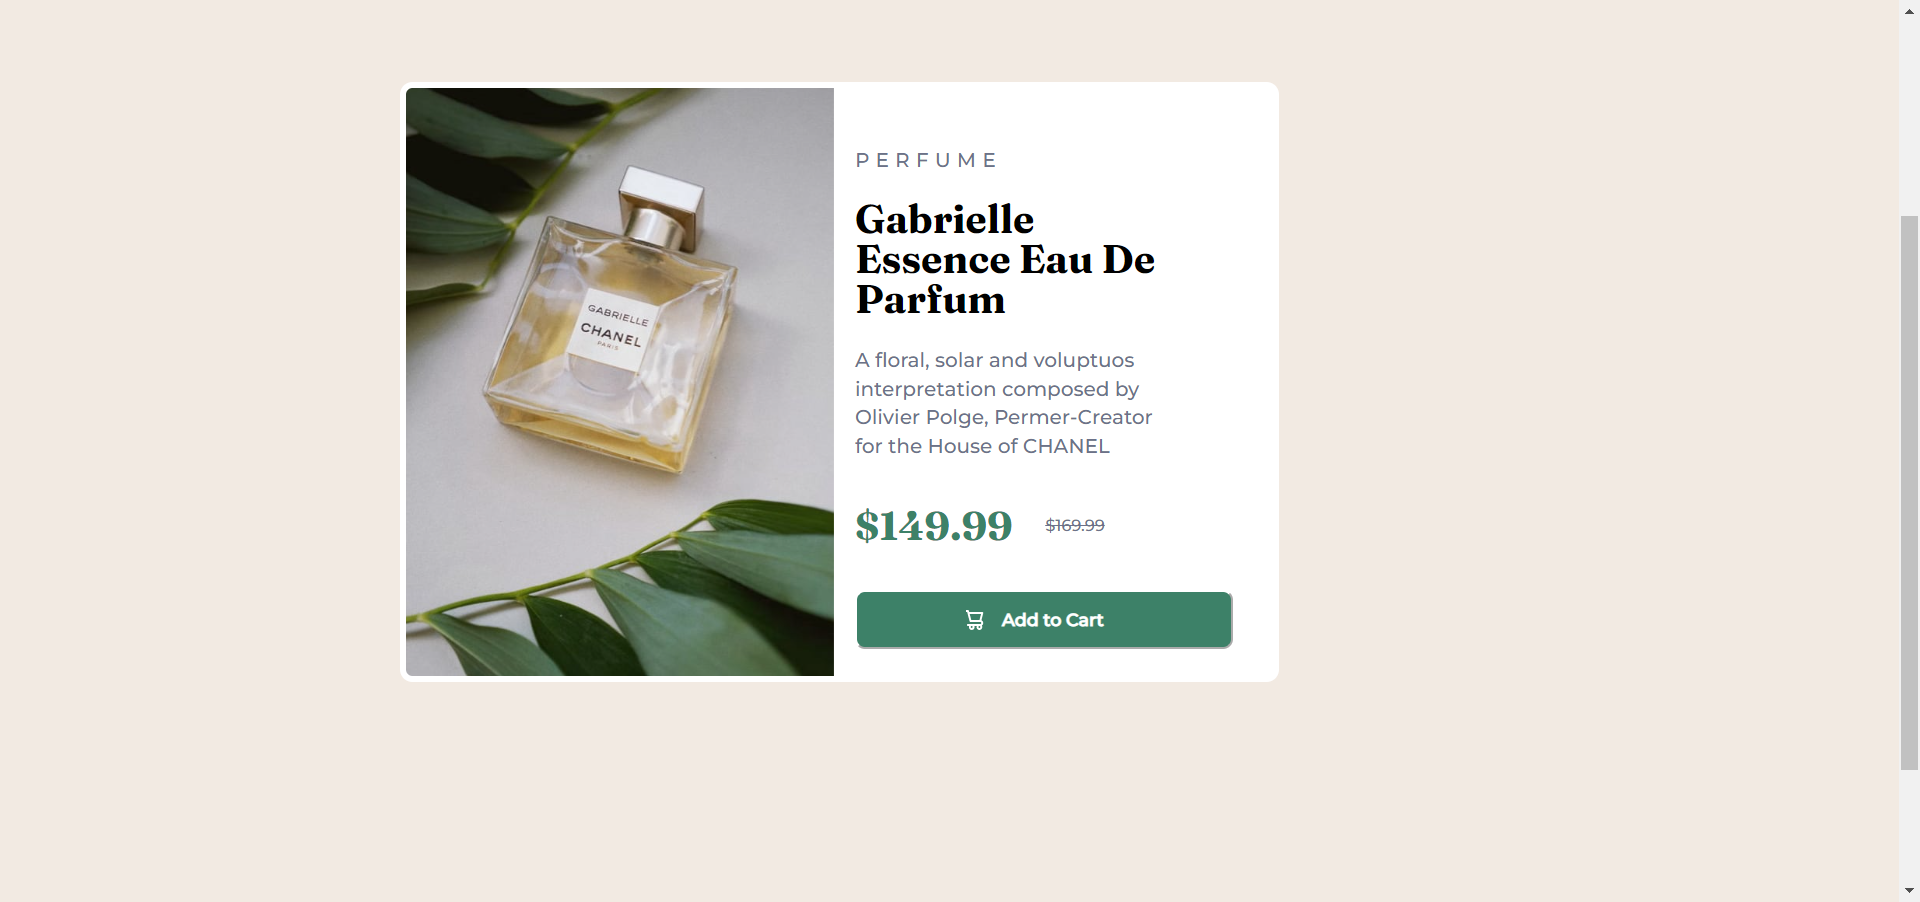 GABRIELLE
CHANEL
PARIS
PERFUME
Gabrielle
Essence Eau De
Parfum
A floral, solar and voluptuos
interpretation composed by
Olivier Polge, Permer-Creator
for the House of CHANEL
$149.99 $169.99
Add to Cart